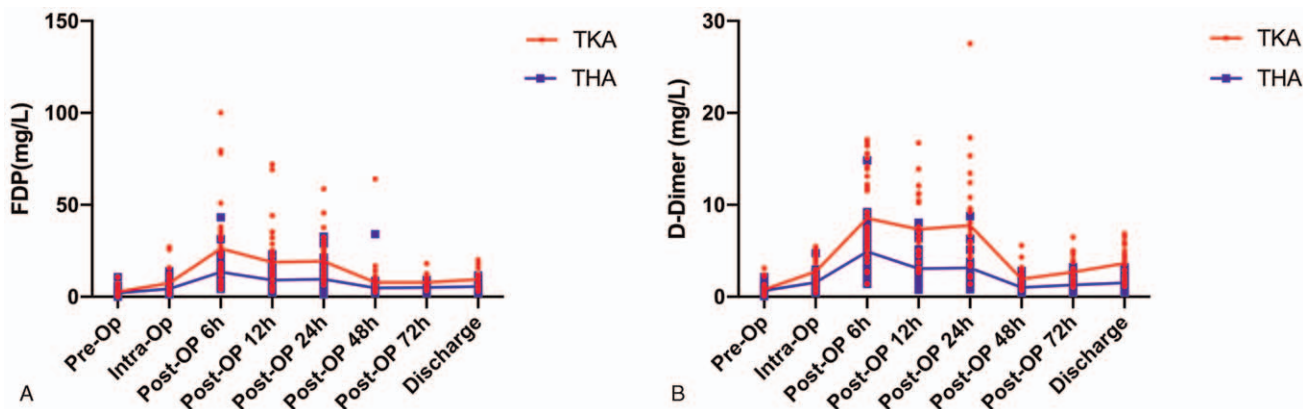 150
100
50
0
FDP(mg/L)
TKA
THA
Pre-Op
Intra-Op
Post-OP 6h
Post-OP 12h
Post-OP 24h
Post-OP 48h
Post-OP 72h
Discharge
A
30
20
10
0
D-Dimer (mg/L)
TKA
THA
Pre-Op
Intra-Op
Post-OP 6h
Post-OP 12h
Post-OP 24h
Post-OP 48h
Post-OP 72h
Discharge
B